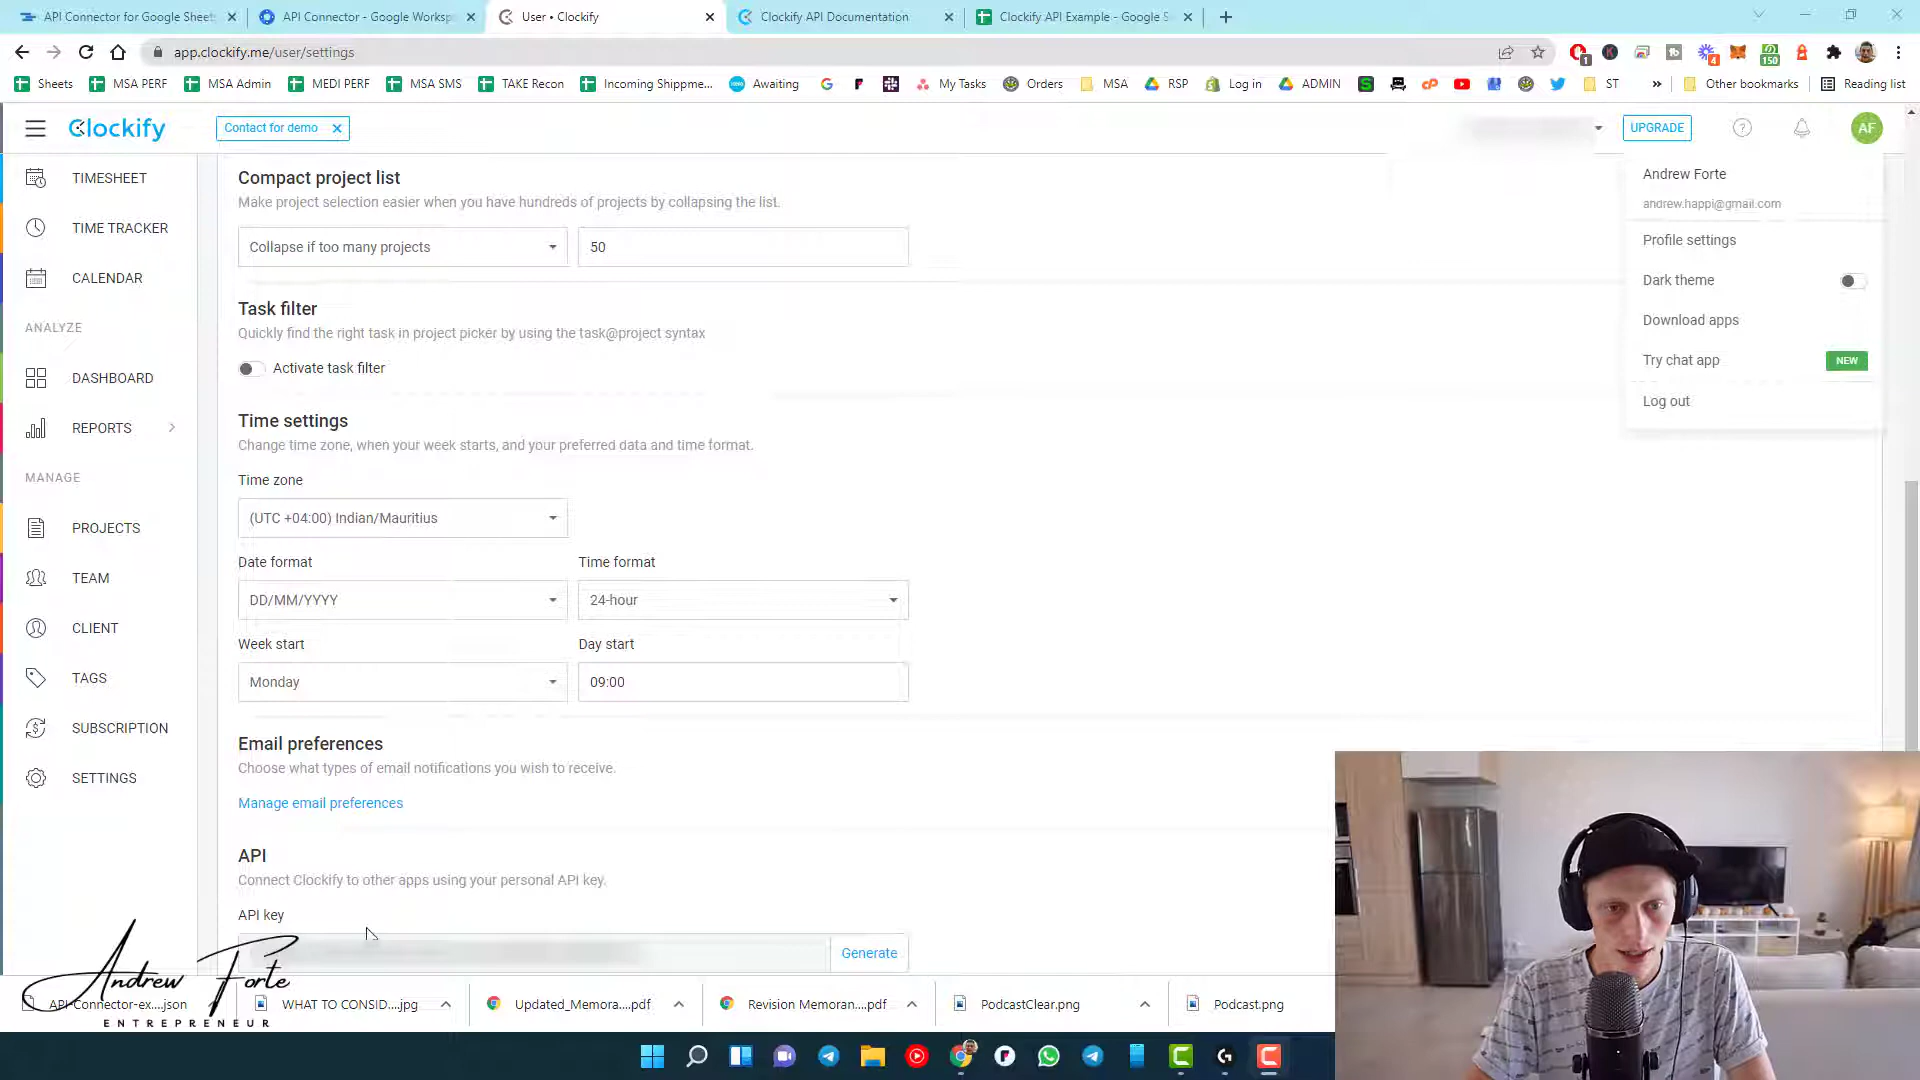 API Connector for Google Sheets
API Connector - Google Worksp
User • Clockify
Clockify API Documentation
Clockify API Example - Google S
app.clockify.me/user/settings
Sheets
MSA PERF
MSA Admin
MEDI PERF
MSA SMS
TAKE Recon
Incoming Shippme...
Awaiting
My Tasks
Orders
MSA
RSP
Log in
ADMIN
ST
Other bookmarks
Reading list
Clockify
Contact for demo
UPGRADE
AF
TIMESHEET
TIME TRACKER
CALENDAR
ANALYZE
DASHBOARD
REPORTS
MANAGE
PROJECTS
TEAM
CLIENT
TAGS
SUBSCRIPTION
SETTINGS
Compact project list
Make project selection easier when you have hundreds of projects by collapsing the list.
Collapse if too many projects
50
Task filter
Quickly find the right task in project picker by using the task@project syntax
Activate task filter
Time settings
Change time zone, when your week starts, and your preferred data and time format.
Time zone
(UTC +04:00) Indian/Mauritius
Date format
Time format
DD/MM/YYYY
24-hour
Week start
Day start
Monday
09:00
Email preferences
Choose what types of email notifications you wish to receive.
Manage email preferences
API
Connect Clockify to other apps using your personal API key.
API key
Generate
Andrew Forte
andrew.happi@gmail.com
Profile settings
Dark theme
Download apps
Try chat app
NEW
Log out
Andrew Forte
ENTREPRENEUR
API-Connector-ex....json
WHAT TO CONSID....jpg
Updated_Memora....pdf
Revision Memoran....pdf
PodcastClear.png
Podcast.png